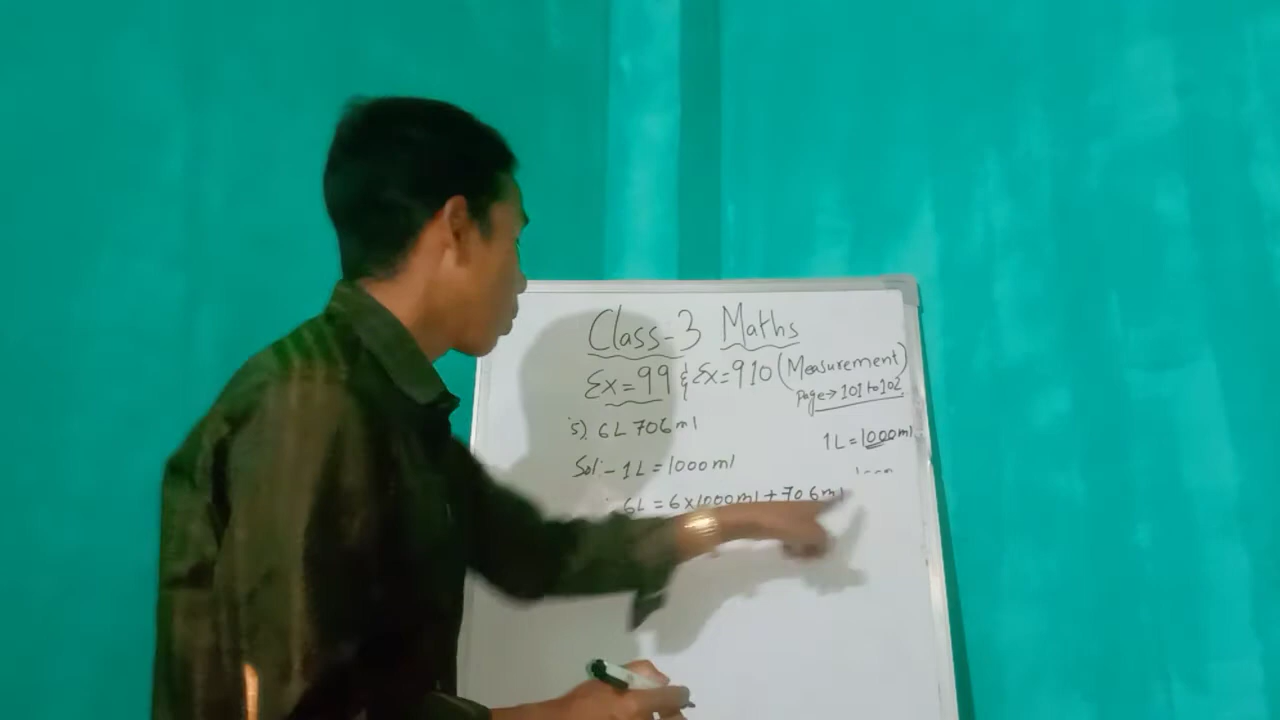 Class-3 Maths
Ex=99 & Ex=910 (Measurement)
page→101 to 102
5). 6L 706ml
1L=1000ml
Sol:- 1L=1000ml
6L=6x1000ml+706ml